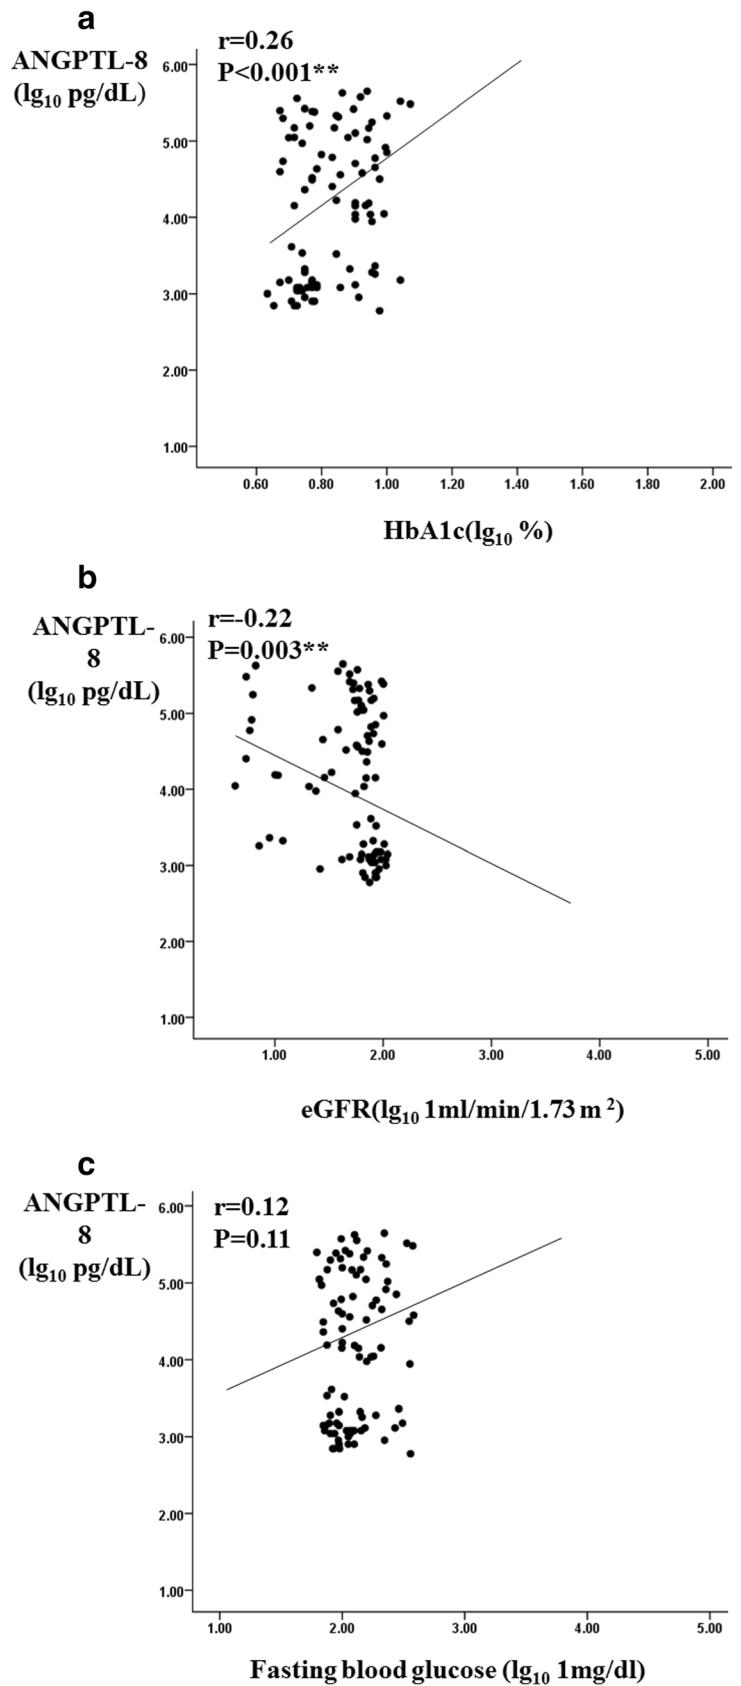 a
ANGPTL-8
(lg10 pg/dL)
r=0.26
P<0.001**
6.00
5.00
4.00
3.00
2.00
1.00
0.60 0.80 1.00 1.20 1.40 1.60 1.80 2.00
HbA1c(lg10 %)
b
ANGPTL-
8
(lg10 pg/dL)
r=-0.22
P=0.003**
6.00
5.00
4.00
3.00
2.00
1.00
1.00 2.00 3.00 4.00 5.00
eGFR(lg10 1ml/min/1.73 m 2)
c
ANGPTL-
8
(lg10 pg/dL)
r=0.12
P=0.11
6.00
5.00
4.00
3.00
2.00
1.00
1.00 2.00 3.00 4.00 5.00
Fasting blood glucose (lg10 1mg/dl)